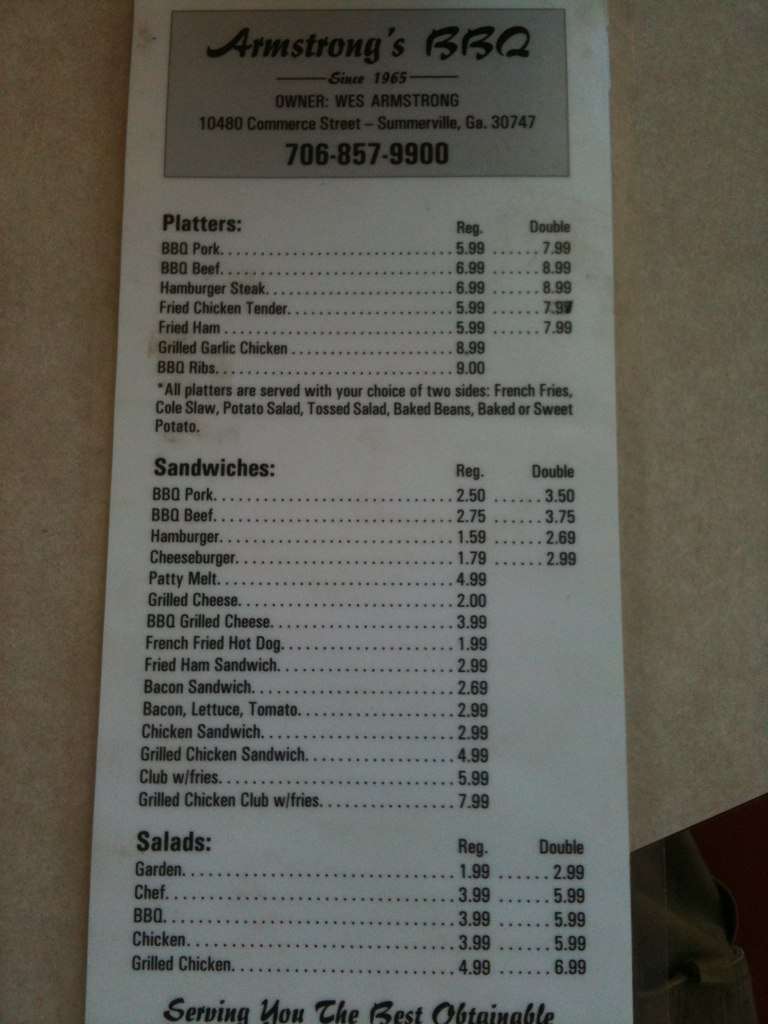 Armstrong's BBQ
Since 1965
OWNER: WES ARMSTRONG
10480 Commerce Street – Summerville, Ga. 30747
706-857-9900
Platters: Reg. Double
BBQ Pork. 5.99 7.99
BBQ Beef. 6.99 8.99
Hamburger Steak. 6.99 8.99
Fried Chicken Tender. 5.99 7.99
Fried Ham 5.99 7.99
Grilled Garlic Chicken 8.99
BBQ Ribs. 9.00
*All platters are served with your choice of two sides: French Fries,
Cole Slaw, Potato Salad, Tossed Salad, Baked Beans, Baked or Sweet
Potato.
Sandwiches: Reg. Double
BBQ Pork. 2.50 3.50
BBQ Beef. 2.75 3.75
Hamburger. 1.59 2.69
Cheeseburger. 1.79 2.99
Patty Melt. 4.99
Grilled Cheese. 2.00
BBQ Grilled Cheese. 3.99
French Fried Hot Dog. 1.99
Fried Ham Sandwich. 2.99
Bacon Sandwich. 2.69
Bacon, Lettuce, Tomato. 2.99
Chicken Sandwich. 2.99
Grilled Chicken Sandwich. 4.99
Club w/fries. 5.99
Grilled Chicken Club w/fries. 7.99
Salads: Reg. Double
Garden. 1.99 2.99
Chef. 3.99 5.99
BBQ. 3.99 5.99
Chicken. 3.99 5.99
Grilled Chicken. 4.99 6.99
Serving You The Best Obtainable